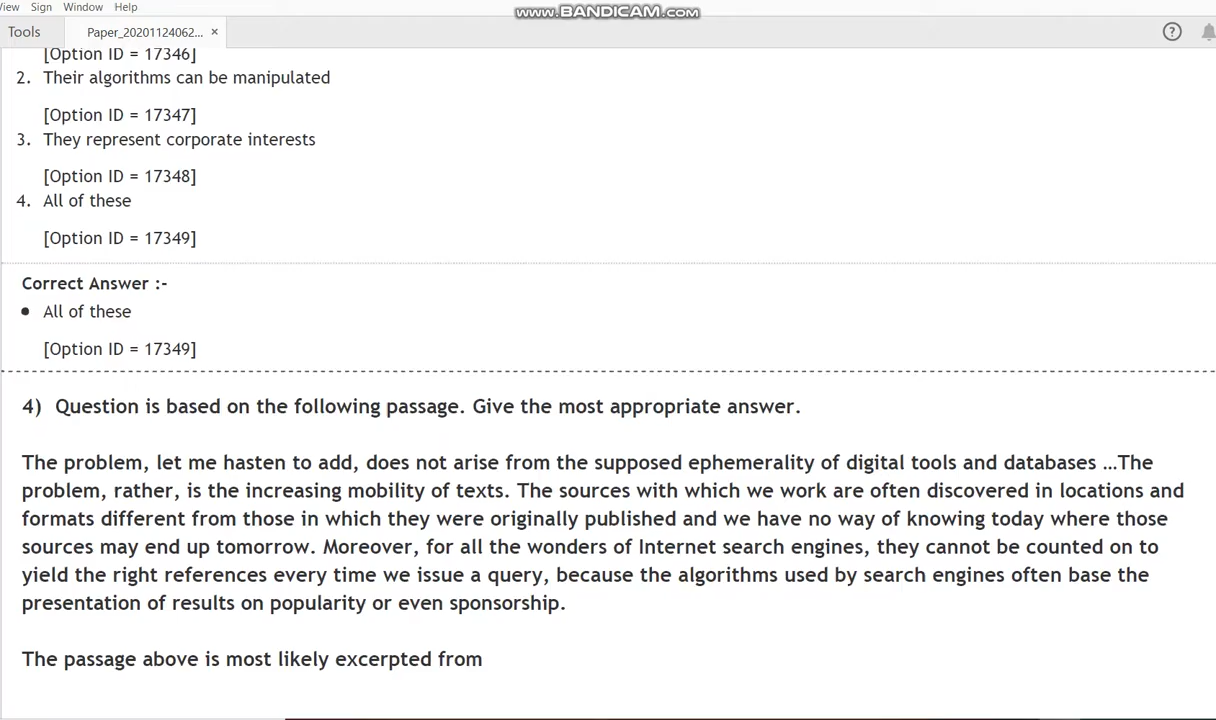 View Sign Window Help
www.BANDICAM.com
Tools Paper_20201124062... × ?
[Option ID = 17346]
2. Their algorithms can be manipulated
[Option ID = 17347]
3. They represent corporate interests
[Option ID = 17348]
4. All of these
[Option ID = 17349]
Correct Answer :-
• All of these
[Option ID = 17349]
4) Question is based on the following passage. Give the most appropriate answer.
The problem, let me hasten to add, does not arise from the supposed ephemerality of digital tools and databases ...The
problem, rather, is the increasing mobility of texts. The sources with which we work are often discovered in locations and
formats different from those in which they were originally published and we have no way of knowing today where those
sources may end up tomorrow. Moreover, for all the wonders of Internet search engines, they cannot be counted on to
yield the right references every time we issue a query, because the algorithms used by search engines often base the
presentation of results on popularity or even sponsorship.
The passage above is most likely excerpted from